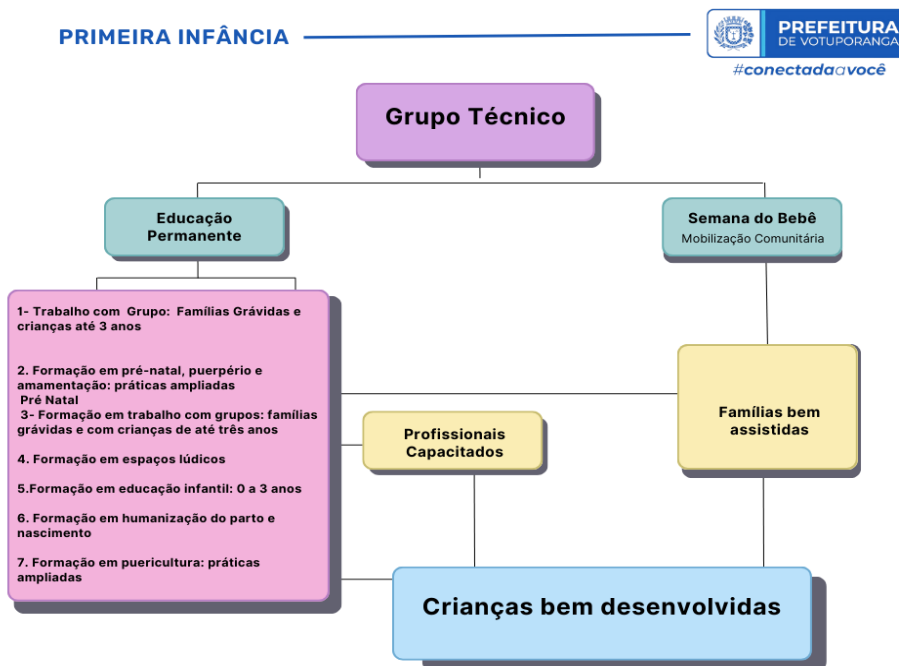 PRIMEIRA INFÂNCIA
PREFEITURA
DE VOTUPORANGA
#conectadaavocê
Grupo Técnico
Educação
Permanente
Semana do Bebê
Mobilização Comunitária
1- Trabalho com Grupo: Famílias Grávidas e
crianças até 3 anos
2. Formação em pré-natal, puerpério e
amamentação: práticas ampliadas
Pré Natal
3- Formação em trabalho com grupos: famílias
grávidas e com crianças de até três anos
4. Formação em espaços lúdicos
5.Formação em educação infantil: 0 a 3 anos
6. Formação em humanização do parto e
nascimento
7. Formação em puericultura: práticas
ampliadas
Profissionais
Capacitados
Famílias bem
assistidas
Crianças bem desenvolvidas